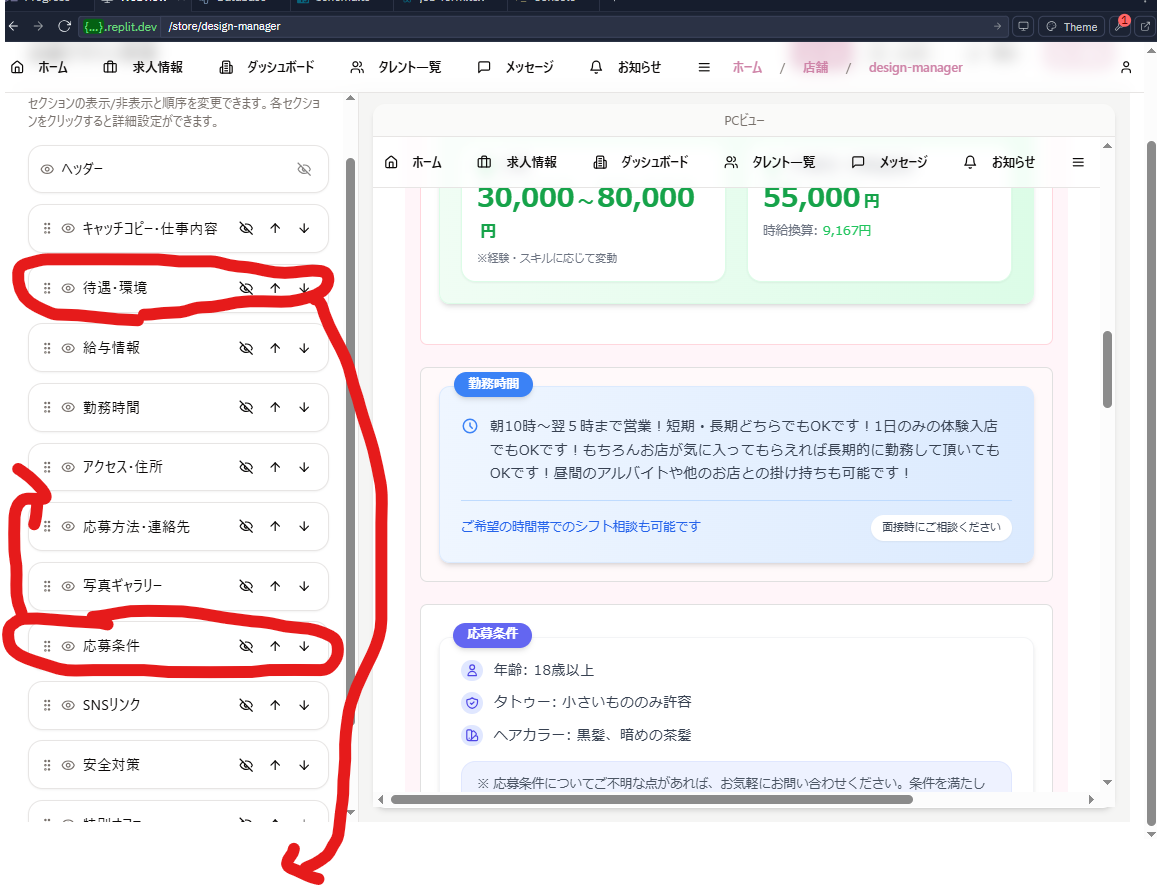 {...}.replit.dev /store/design-manager
Theme
1
ホーム 求人情報 ダッシュボード タレント一覧 メッセージ お知らせ ホーム / 店舗 / design-manager
セクションの表示/非表示と順序を変更できます。各セクショ
ンをクリックすると詳細設定ができます。
ヘッダー
キャッチコピー・仕事内容
待遇・環境
給与情報
勤務時間
アクセス・住所
応募方法・連絡先
写真ギャラリー
応募条件
SNSリンク
安全対策
PCビュー
ホーム 求人情報 ダッシュボード タレント一覧 メッセージ お知らせ
30,000～80,000
円
※経験・スキルに応じて変動
55,000円
時給換算: 9,167円
勤務時間
朝10時～翌５時まで営業！短期・長期どちらでもOKです！1日のみの体験入店
でもOKです！もちろんお店が気に入ってもらえれば長期的に勤務して頂いても
OKです！昼間のアルバイトや他のお店との掛け持ちも可能です！
ご希望の時間帯でのシフト相談も可能です
面接時にご相談ください
応募条件
年齢: 18歳以上
タトゥー: 小さいもののみ許容
ヘアカラー: 黒髪、暗めの茶髪
※ 応募条件についてご不明な点があれば、お気軽にお問い合わせください。条件を満たし